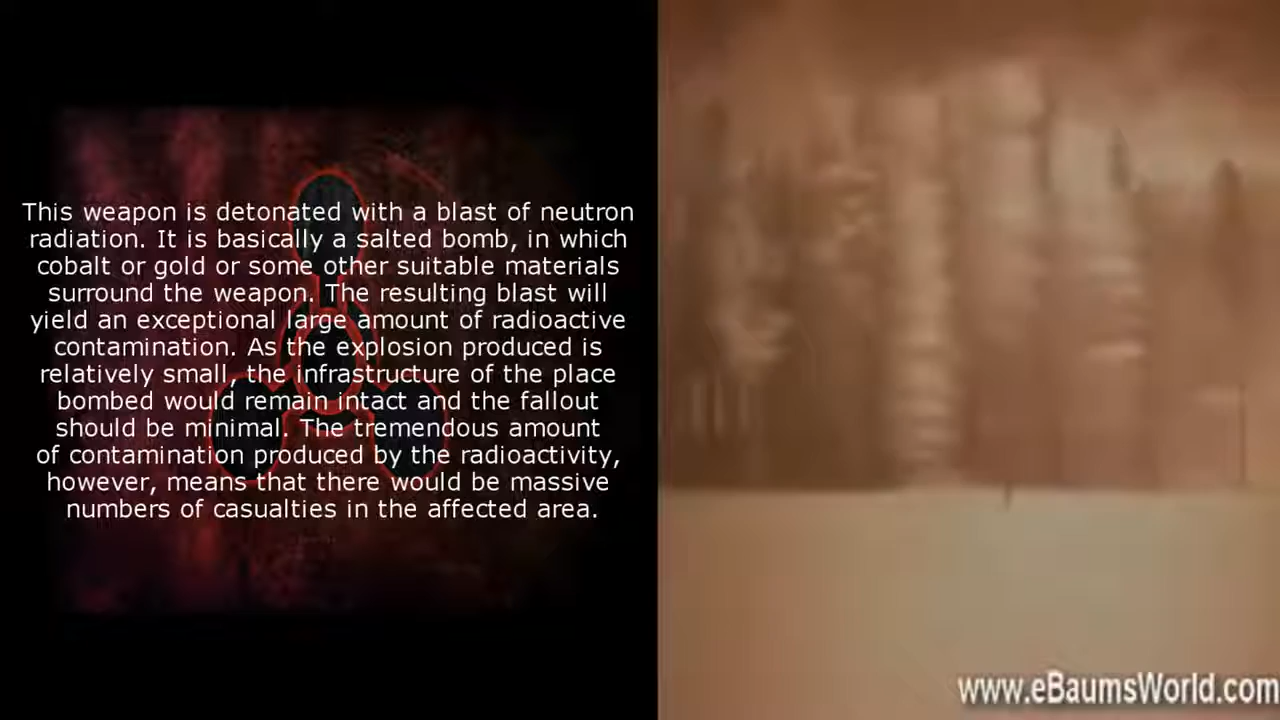 This weapon is detonated with a blast of neutron
radiation. It is basically a salted bomb, in which
cobalt or gold or some other suitable materials
surround the weapon. The resulting blast will
yield an exceptional large amount of radioactive
contamination. As the explosion produced is
relatively small, the infrastructure of the place
bombed would remain intact and the fallout
should be minimal. The tremendous amount
of contamination produced by the radioactivity,
however, means that there would be massive
numbers of casualties in the affected area.
www.eBaumsWorld.com